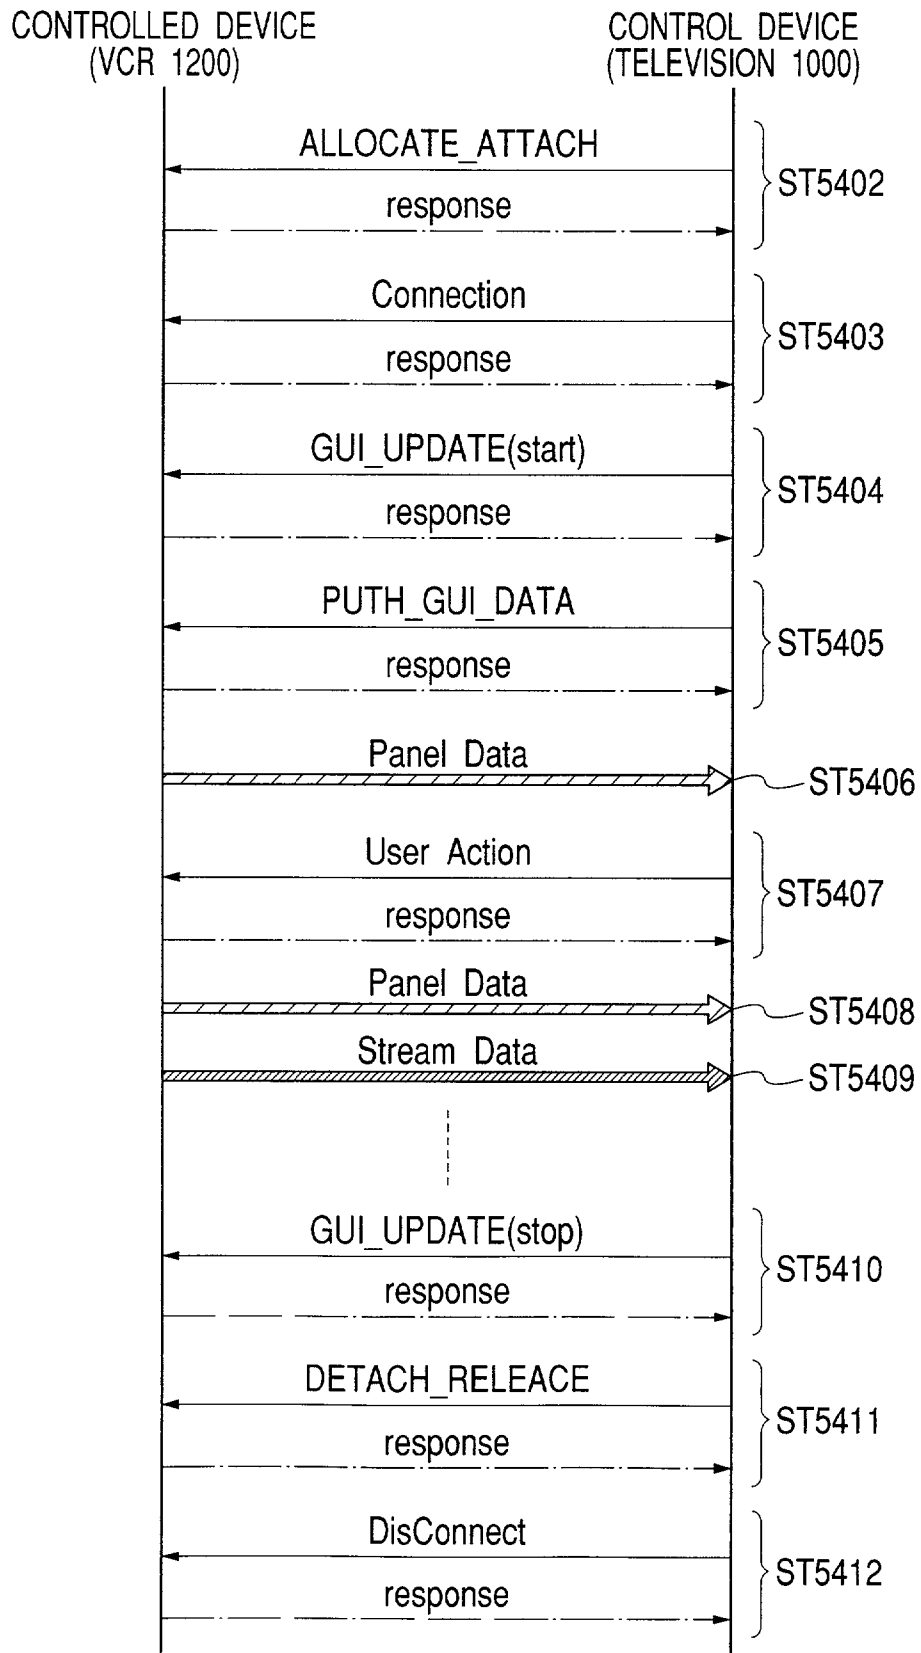 CONTROLLED DEVICE
(VCR 1200)
CONTROL DEVICE
(TELEVISION 1000)
ALLOCATE_ATTACH
response
ST5402
Connection
response
ST5403
GUI_UPDATE(start)
response
ST5404
PUTH_GUI_DATA
response
ST5405
Panel Data
ST5406
User Action
response
ST5407
Panel Data
ST5408
Stream Data
ST5409
GUI_UPDATE(stop)
response
ST5410
DETACH_RELEACE
response
ST5411
DisConnect
response
ST5412